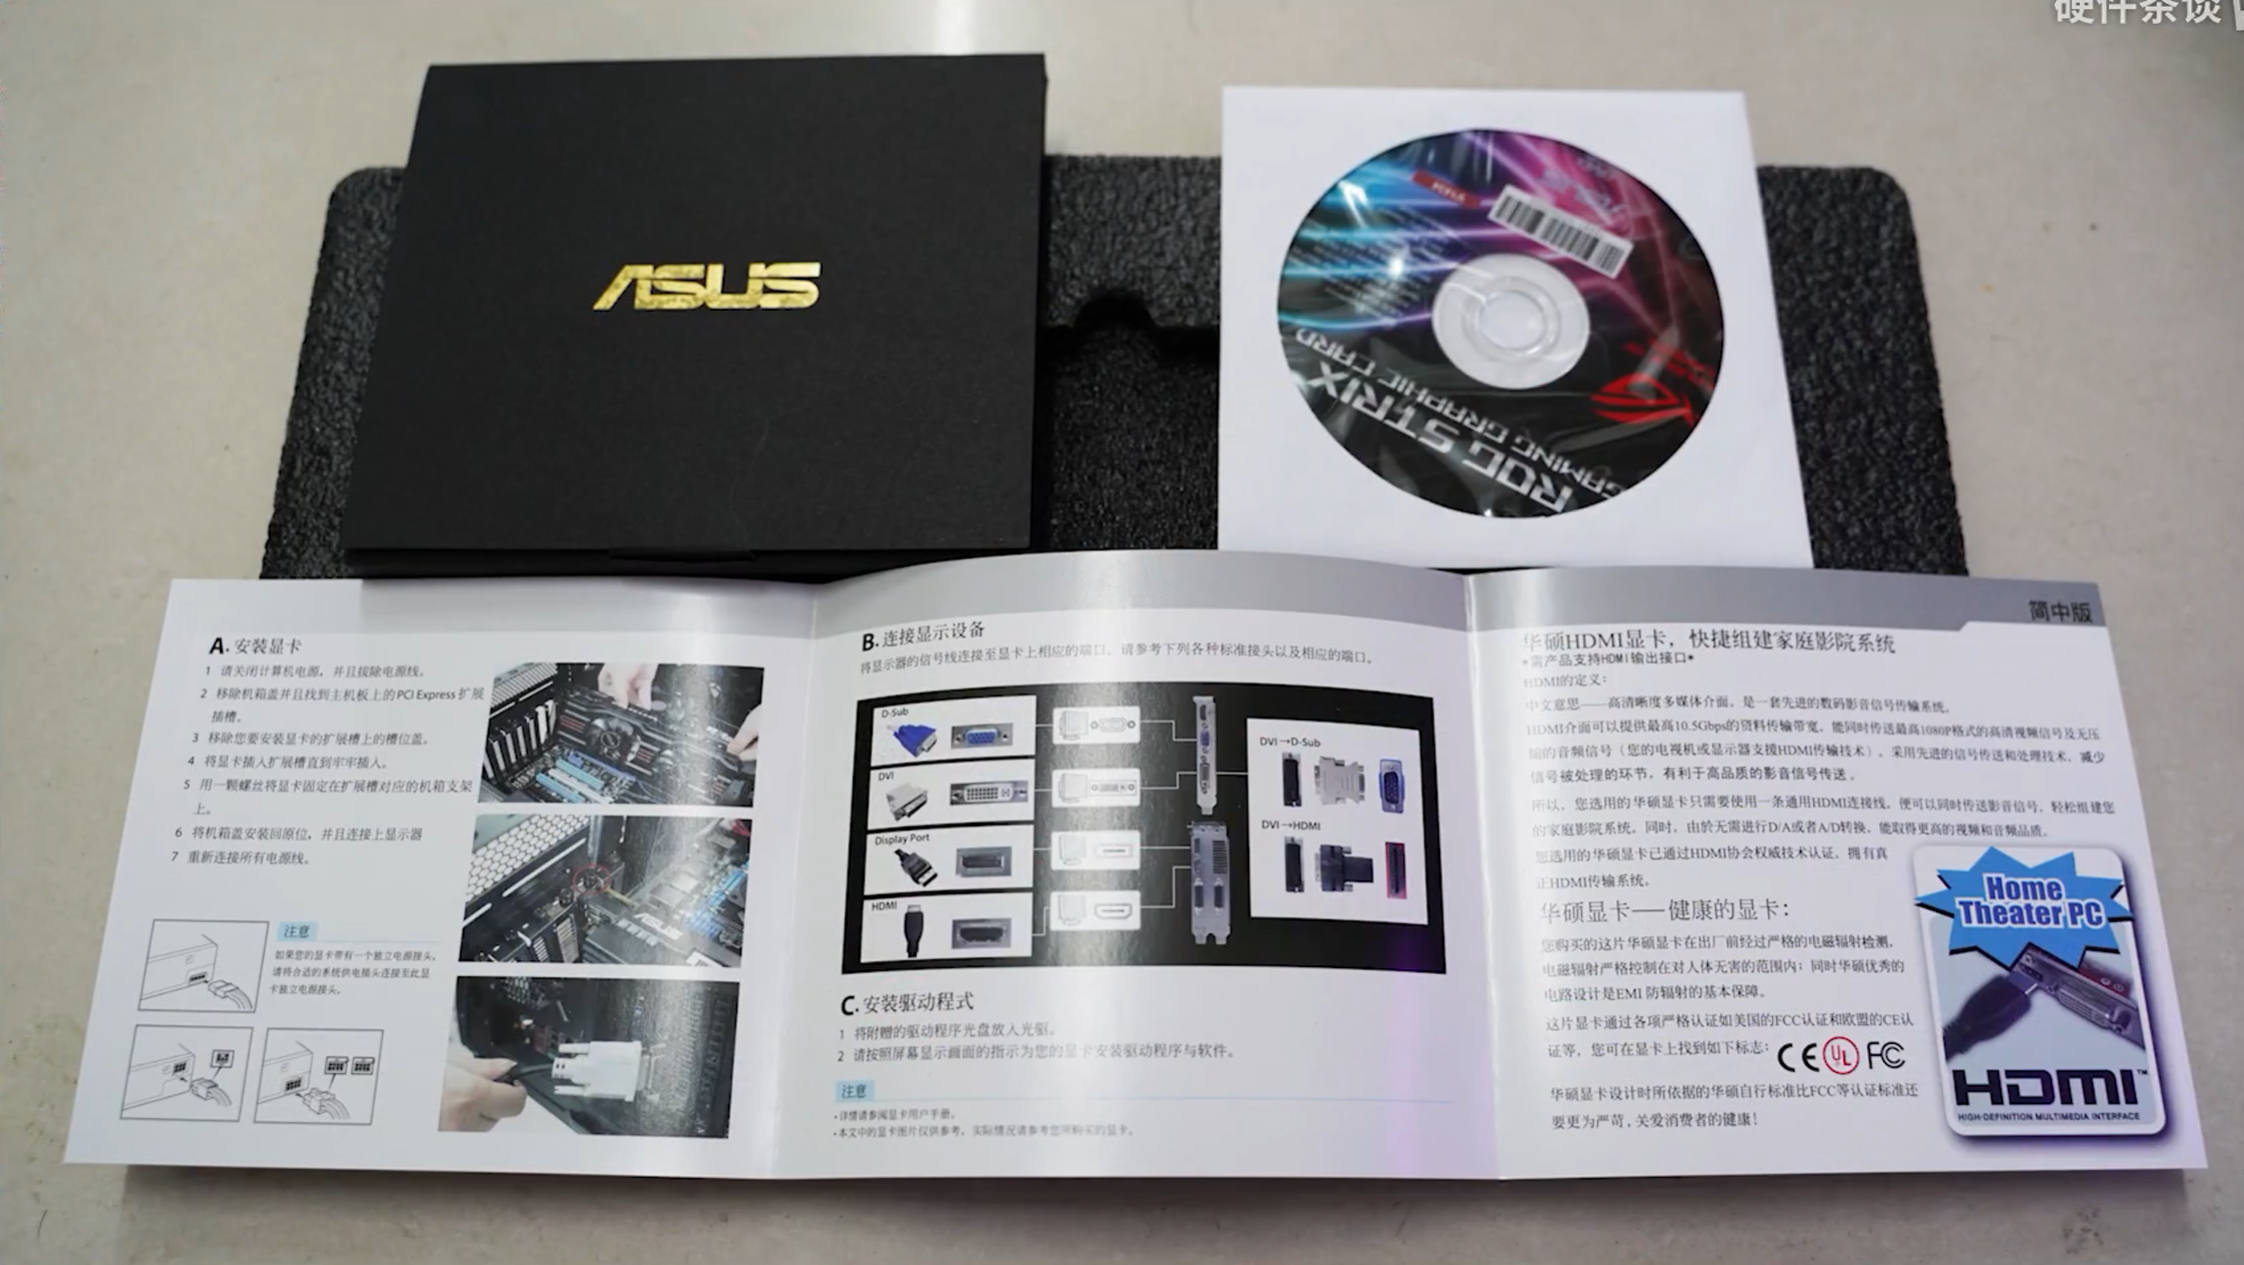 硬件茶谈
ASUS
ROG STRIX
GAMING GRAPHIC CARD
A. 安装显卡
1 请关闭计算机电源，并且拔除电源线。
2 移除机箱盖并且找到主机板上的PCI Express 扩展
插槽。
3 移除您要安装显卡的扩展槽上的槽位盖。
4 将显卡插入扩展槽直到牢牢插入。
5 用一颗螺丝将显卡固定在扩展槽对应的机箱支架
上。
6 将机箱盖安装回原位，并且连接上显示器
7 重新连接所有电源线。
注意
如果您的显卡带有一个独立电源接头，
请将合适的系统供电插头连接至此显
卡独立电源接头。
B. 连接显示设备
将显示器的信号线连接至显卡上相应的端口，请参考下列各种标准接头以及相应的端口。
D-Sub
DVI
Display Port
HDMI
DVI→D-Sub
DVI→HDMI
C. 安装驱动程式
1 将附赠的驱动程序光盘放入光驱。
2 请按照屏幕显示画面的指示为您的显卡安装驱动程序与软件。
注意
•详情请参阅显卡用户手册。
•本文中的显卡图片仅供参考，实际情况请参考您所购买的显卡。
简中版
华硕HDMI显卡，快捷组建家庭影院系统
*需产品支持HDMI输出接口*
HDMI的定义：
中文意思——高清晰度多媒体介面，是一套先进的数码影音信号传输系统。
HDMI介面可以提供最高10.5Gbps的资料传输带宽，能同时传送最高1080P格式的高清视频信号及无压
缩的音频信号（您的电视机或显示器支援HDMI传输技术），采用先进的信号传送和处理技术，减少
信号被处理的环节，有利于高品质的影音信号传送。
所以，您选用的华硕显卡只需要使用一条通用HDMI连接线，便可以同时传送影音信号，轻松组建您
的家庭影院系统。同时，由於无需进行D/A或者A/D转换，能取得更高的视频和音频品质。
您选用的华硕显卡已通过HDMI协会权威技术认证，拥有真
正HDMI传输系统。
华硕显卡——健康的显卡：
您购买的这片华硕显卡在出厂前经过严格的电磁辐射检测，
电磁辐射严格控制在对人体无害的范围内；同时华硕优秀的
电路设计是EMI 防辐射的基本保障。
这片显卡通过各项严格认证如美国的FCC认证和欧盟的CE认
证等，您可在显卡上找到如下标志：CE UL FC
华硕显卡设计时所依据的华硕自行标准比FCC等认证标准还
要更为严苛，关爱消费者的健康！
Home
Theater PC
HDMI™
HIGH-DEFINITION MULTIMEDIA INTERFACE